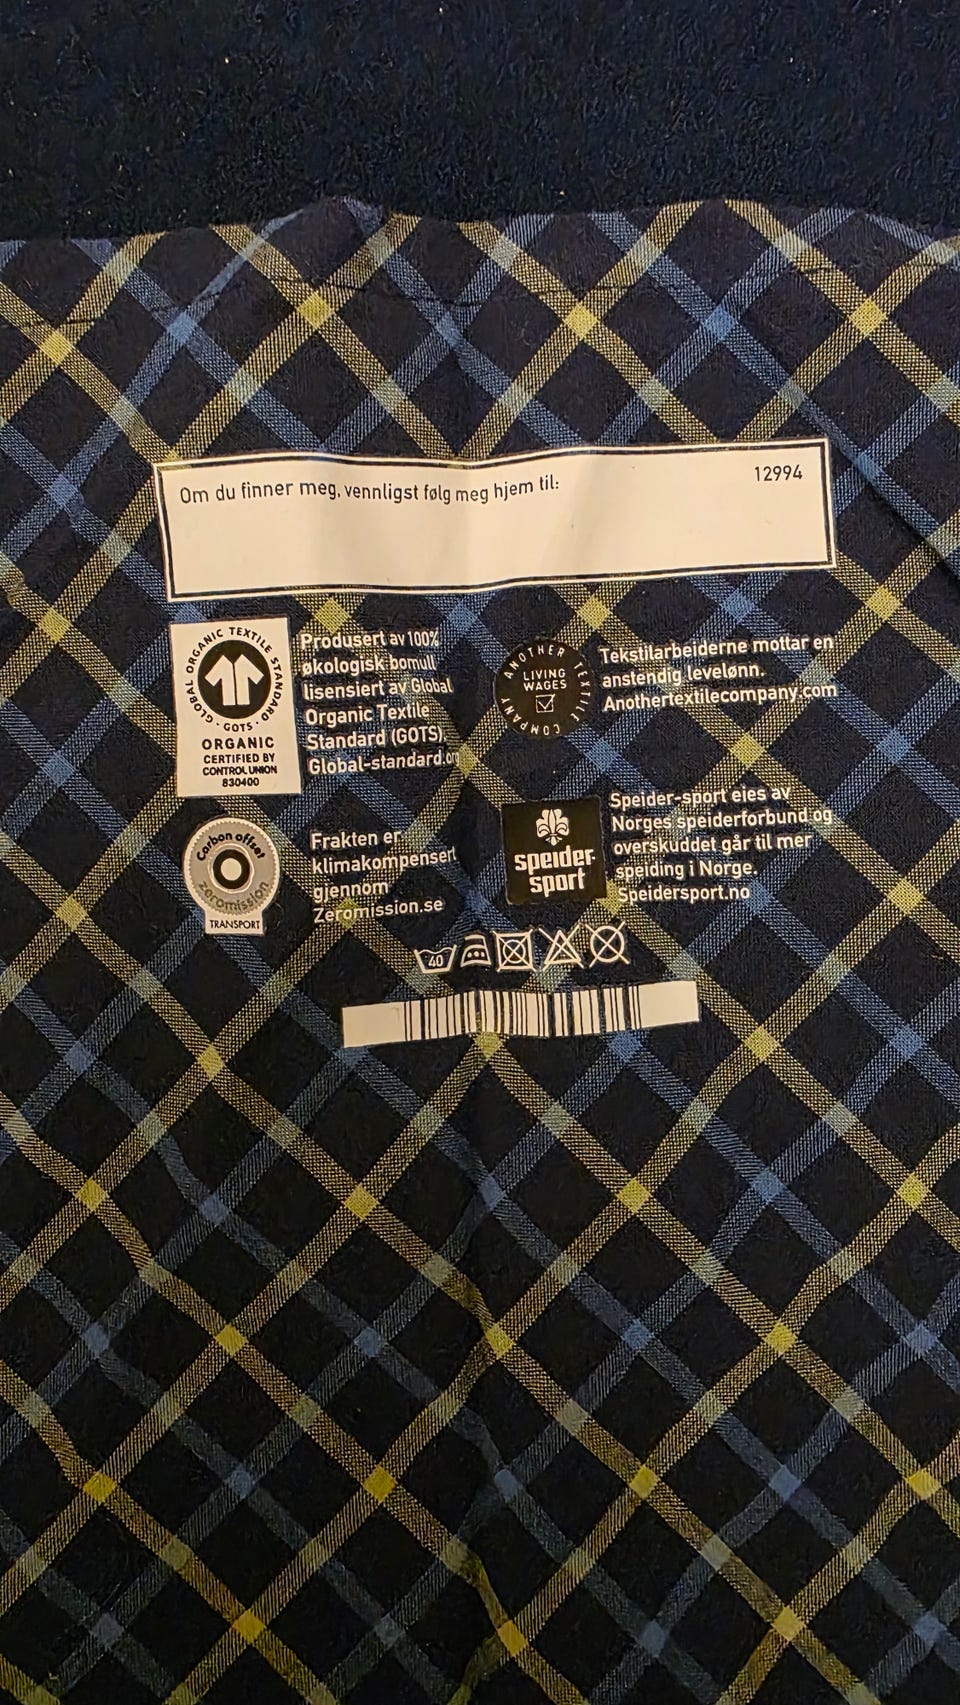 Om du finner meg, vennligst følg meg hjem til:
12994
GLOBAL ORGANIC TEXTILE STANDARD · GOTS ·
ORGANIC
CERTIFIED BY
CONTROL UNION
830400
Produsert av 100%
økologisk bomull
lisensiert av Global
Organic Textile
Standard (GOTS).
Global-standard.org
ANOTHER TEXTILE COMPANY
LIVING
WAGES
Tekstilarbeiderne mottar en
anstendig levelønn.
Anothertextilecompany.com
Carbon offset
zeromission
TRANSPORT
Frakten er
klimakompensert
gjennom
Zeromission.se
speider-
sport
Speider-sport eies av
Norges speiderforbund og
overskuddet går til mer
speiding i Norge.
Speidersport.no
40